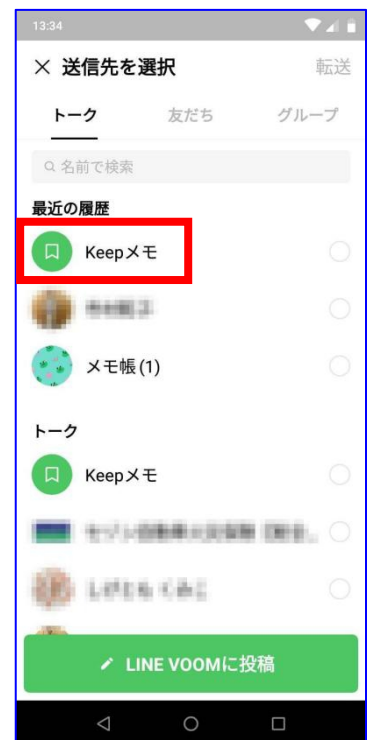 13:34
× 送信先を選択 転送
トーク 友だち グループ
名前で検索
最近の履歴
Keepメモ
メモ帳(1)
トーク
Keepメモ
LINE VOOMに投稿